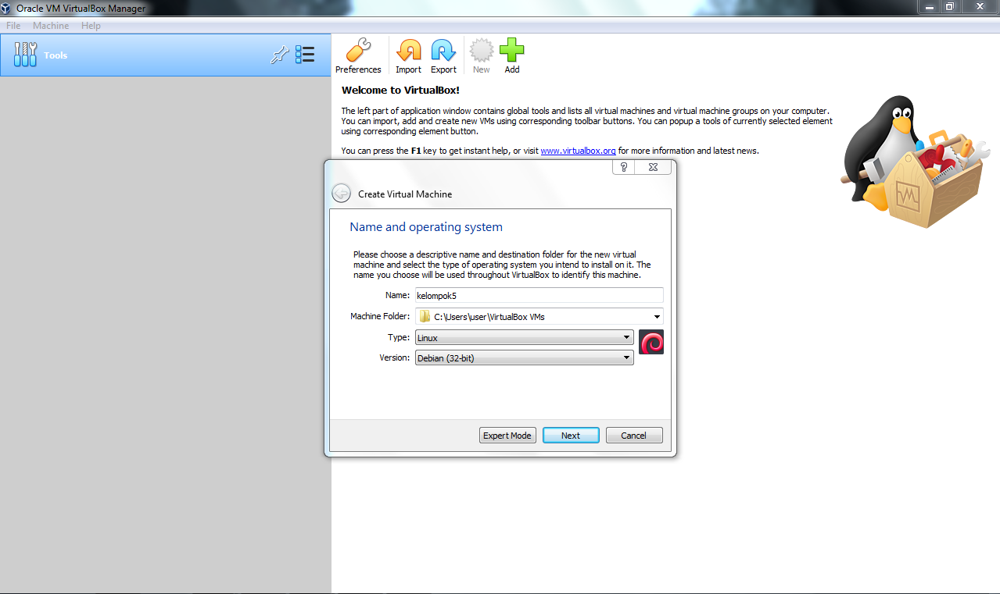 Oracle VM VirtualBox Manager
File Machine Help
Tools
Preferences Import Export New Add
Welcome to VirtualBox!
The left part of application window contains global tools and lists all virtual machines and virtual machine groups on your computer.
You can import, add and create new VMs using corresponding toolbar buttons. You can popup a tools of currently selected element
using corresponding element button.
You can press the F1 key to get instant help, or visit www.virtualbox.org for more information and latest news.
?
Create Virtual Machine
Name and operating system
Please choose a descriptive name and destination folder for the new virtual
machine and select the type of operating system you intend to install on it. The
name you choose will be used throughout VirtualBox to identify this machine.
Name: kelompok5
Machine Folder: C:\Users\user\VirtualBox VMs
Type: Linux
Version: Debian (32-bit)
Expert Mode Next Cancel